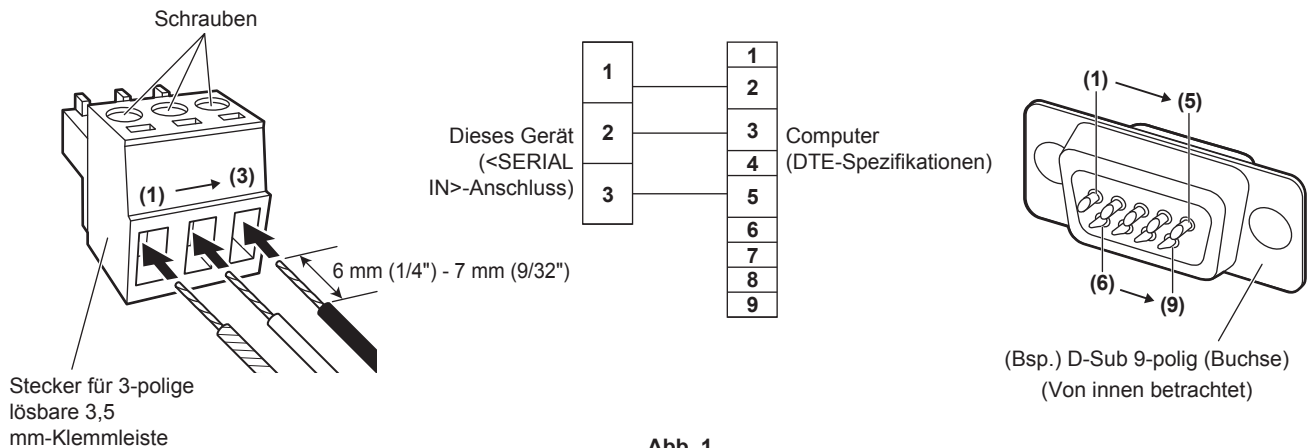 Schrauben
(1)
(3)
6 mm (1/4") - 7 mm (9/32")
Stecker für 3-polige
lösbare 3,5
mm-Klemmleiste
Dieses Gerät
(<SERIAL
IN>-Anschluss)
1
2
3
1
2
3
4
5
6
7
8
9
Computer
(DTE-Spezifikationen)
(1)
(5)
(6)
(9)
(Bsp.) D-Sub 9-polig (Buchse)
(Von innen betrachtet)
Abb. 1